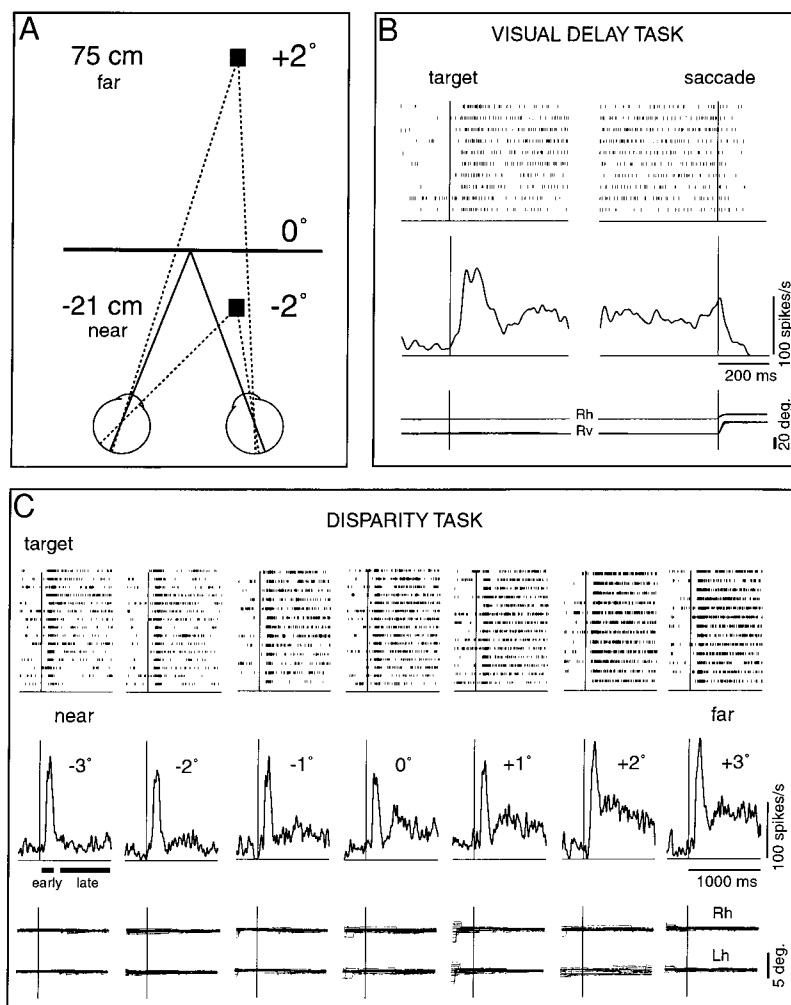 A
75 cm
far
+2°
0°
-21 cm
near
-2°
B
VISUAL DELAY TASK
target
saccade
100 spikes/s
200 ms
Rh
Rv
20 deg.
C
DISPARITY TASK
target
near
far
-3°
-2°
-1°
0°
+1°
+2°
+3°
100 spikes/s
early
late
1000 ms
Rh
Lh
5 deg.